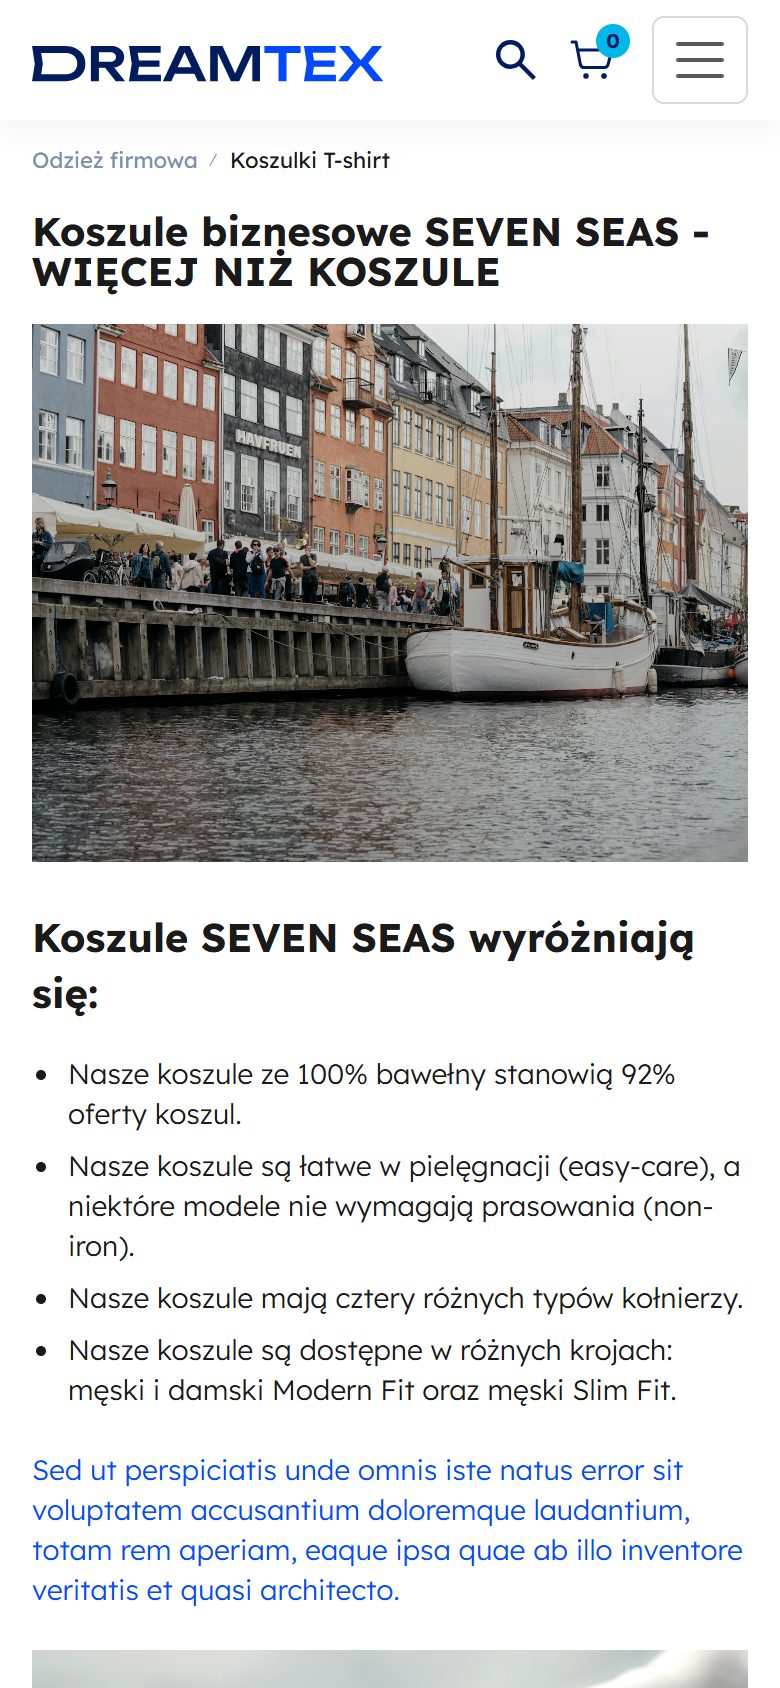 DREAMTEX
0
Odzież firmowa / Koszulki T-shirt
Koszule biznesowe SEVEN SEAS -
WIĘCEJ NIŻ KOSZULE
HAVFRUEN
Koszule SEVEN SEAS wyróżniają
się:
• Nasze koszule ze 100% bawełny stanowią 92%
oferty koszul.
• Nasze koszule są łatwe w pielęgnacji (easy-care), a
niektóre modele nie wymagają prasowania (non-
iron).
• Nasze koszule mają cztery różnych typów kołnierzy.
• Nasze koszule są dostępne w różnych krojach:
męski i damski Modern Fit oraz męski Slim Fit.
Sed ut perspiciatis unde omnis iste natus error sit
voluptatem accusantium doloremque laudantium,
totam rem aperiam, eaque ipsa quae ab illo inventore
veritatis et quasi architecto.